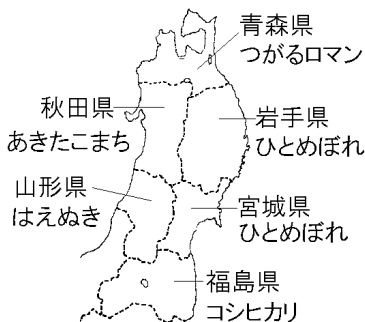 青森県
つがるロマン
秋田県
あきたこまち
岩手県
ひとめぼれ
山形県
はえぬき
宮城県
ひとめぼれ
福島県
コシヒカリ